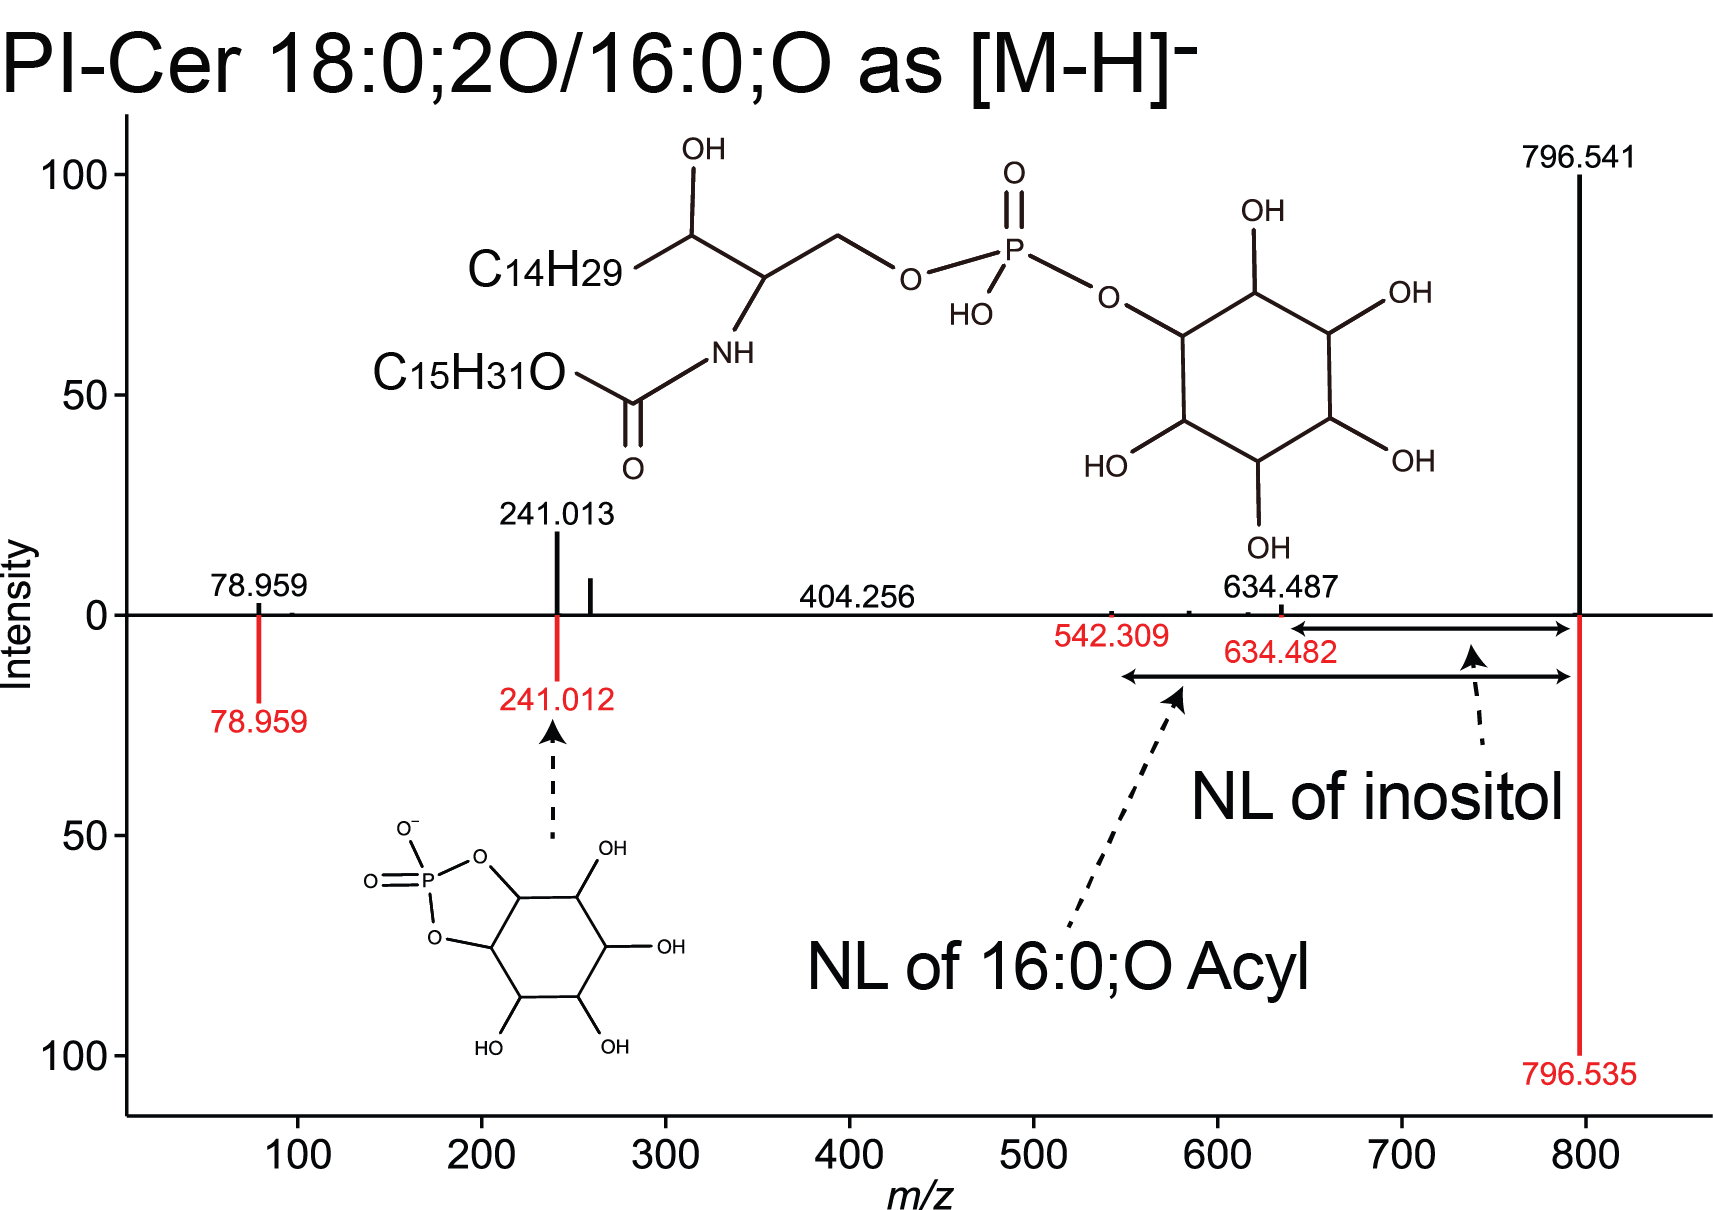 PI-Cer 18:0;2O/16:0;O as [M-H]⁻
OH
O
796.541
100
OH
C14H29
P
O
HO
O
OH
NH
C15H31O
50
O
HO
OH
241.013
OH
78.959
404.256
634.487
0
Intensity
542.309
634.482
78.959
241.012
NL of inositol
50
O⁻
O
OH
O
P
O
OH
NL of 16:0;O Acyl
HO
OH
100
796.535
100 200 300 400 500 600 700 800
m/z